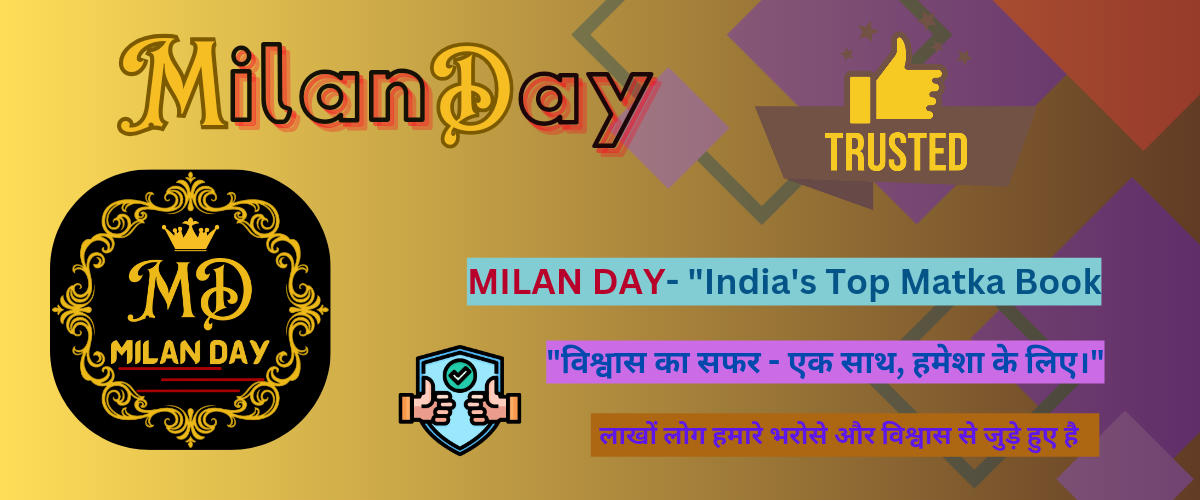 MilanDay
TRUSTED
MD
MILAN DAY
MILAN DAY- "India's Top Matka Book
"विश्वास का सफर - एक साथ, हमेशा के लिए।"
लाखों लोग हमारे भरोसे और विश्वास से जुड़े हुए है